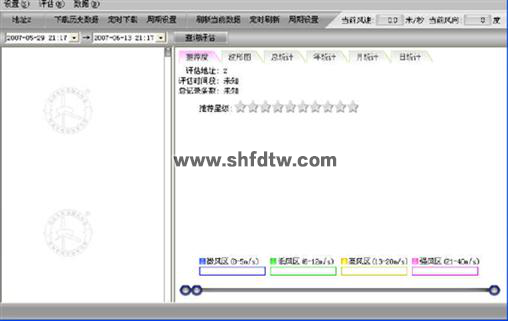 设置(S) 评估(E) 数据(D)
地址2 下载历史数据 定时下载 周期设置 刷新当前数据 定时刷新 周期设置 当前风速: 0.0 米/秒 当前风向: 0 度
2007-05-29 21:17 → 2007-06-13 21:17 查询评估
推荐度 波形图 总统计 年统计 月统计 日统计
评估地址: 2
评估时间段: 未知
总记录条数: 未知
推荐星级:
www.shfdtw.com
微风区(0-5m/s) 低风区(6-12m/s) 高风区(13-20m/s) 强风区(21-40m/s)